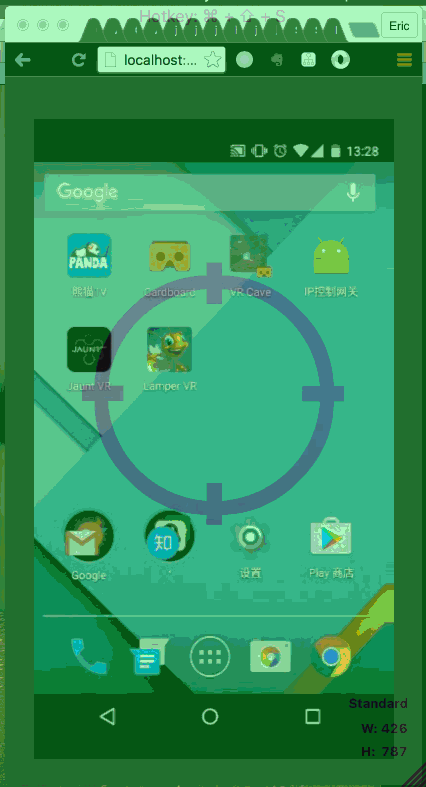 Hotkey: ⌘ + ⇧ + S
Eric
localhost:...
13:28
Google
PANDA
熊猫TV
Cardboard
VR Cave
IP控制网关
JAUNT
Jaunt VR
Lamper VR
知
Google
设置
Play 商店
Standard
W: 426
H: 787